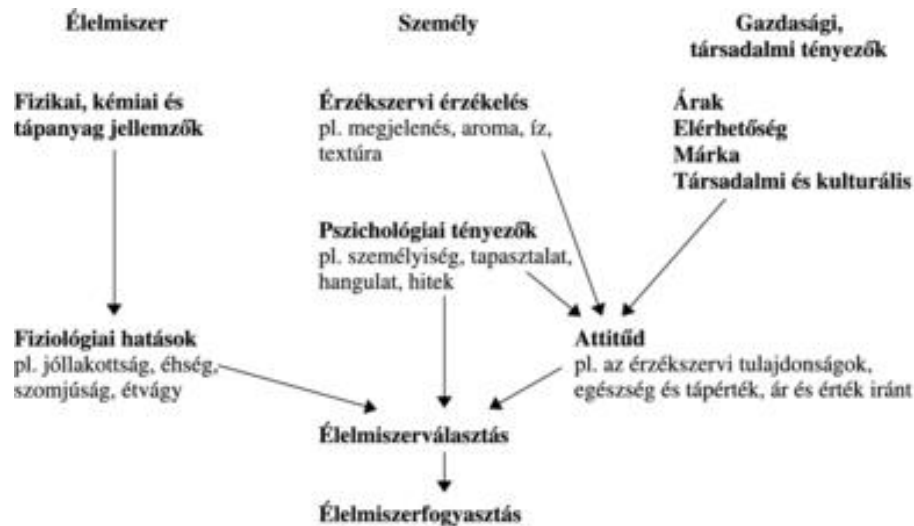 Élelmiszer
Személy
Gazdasági,
társadalmi tényezők
Fizikai, kémiai és
tápanyag jellemzők
Érzékszervi érzékelés
pl. megjelenés, aroma, íz,
textúra
Árak
Elérhetőség
Márka
Társadalmi és kulturális
Pszichológiai tényezők
pl. személyiség, tapasztalat,
hangulat, hitek
Fiziológiai hatások
pl. jóllakottság, éhség,
szomjúság, étvágy
Attitűd
pl. az érzékszervi tulajdonságok,
egészség és tápérték, ár és érték iránt
Élelmiszerválasztás
Élelmiszerfogyasztás